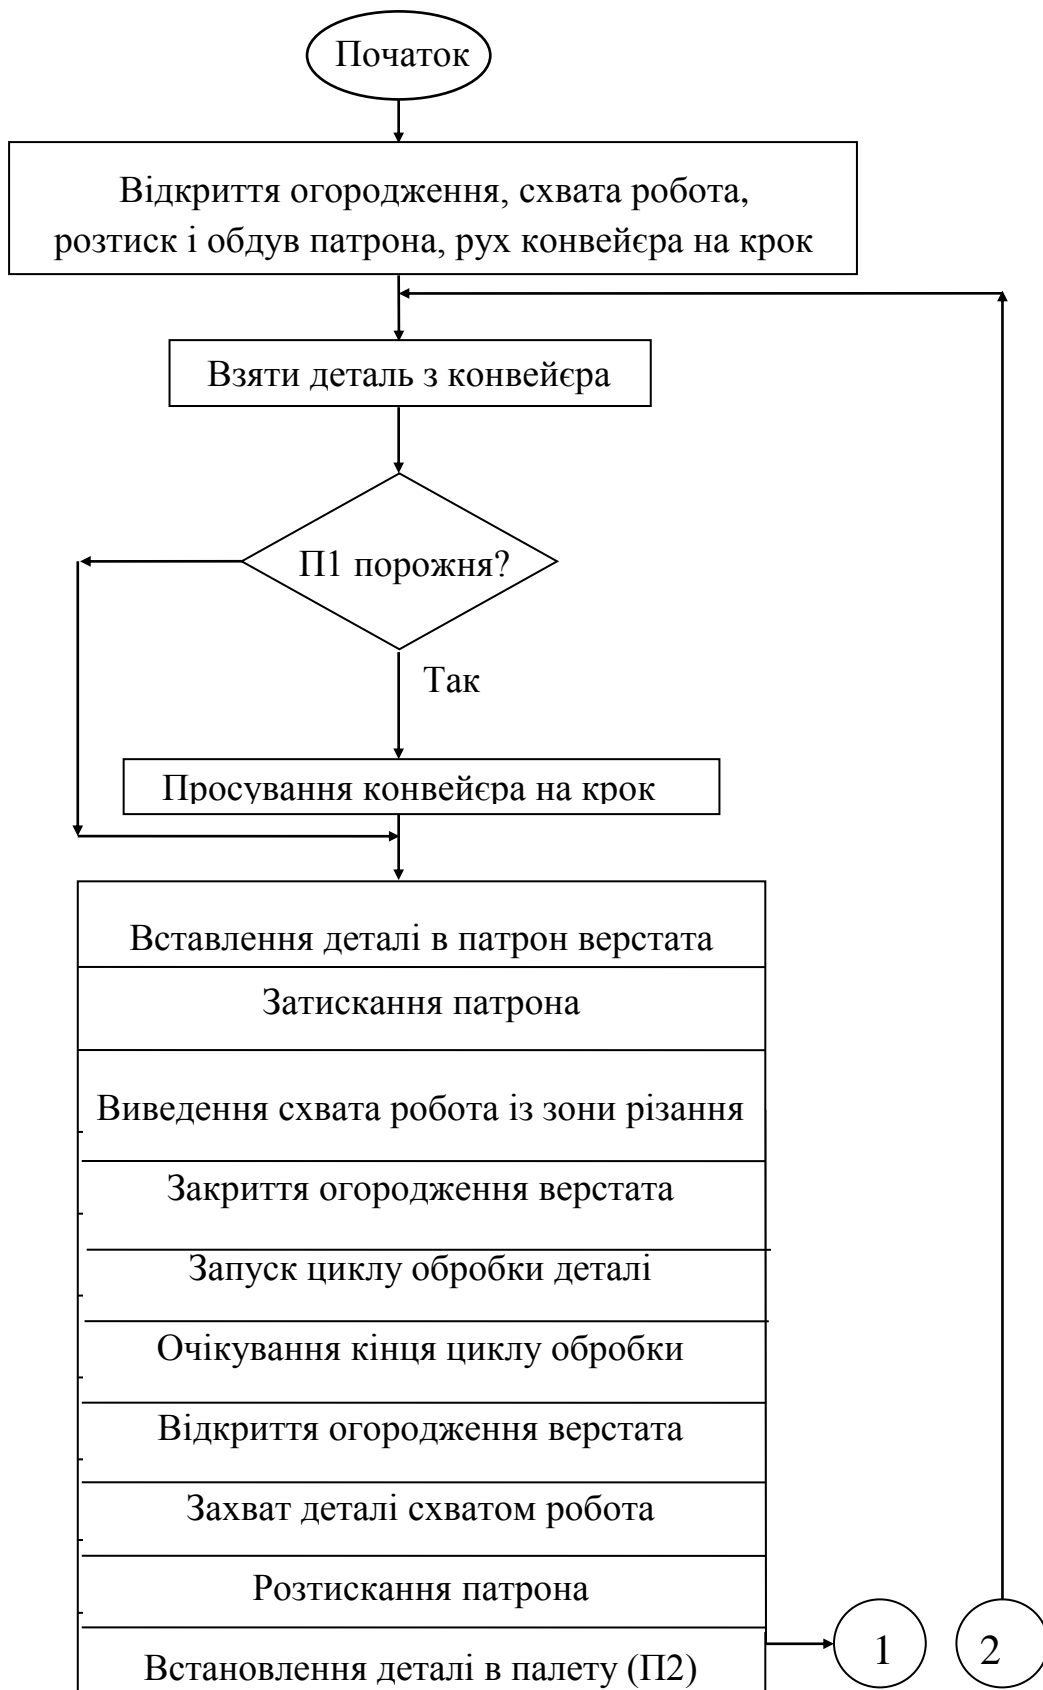 Початок
Відкриття огородження, схвата робота,
розтиск і обдув патрона, рух конвейєра на крок
Взяти деталь з конвейєра
П1 порожня?
Так
Просування конвейєра на крок
Вставлення деталі в патрон верстата
Затискання патрона
Виведення схвата робота із зони різання
Закриття огородження верстата
Запуск циклу обробки деталі
Очікування кінця циклу обробки
Відкриття огородження верстата
Захват деталі схватом робота
Розтискання патрона
Встановлення деталі в палету (П2)
1
2